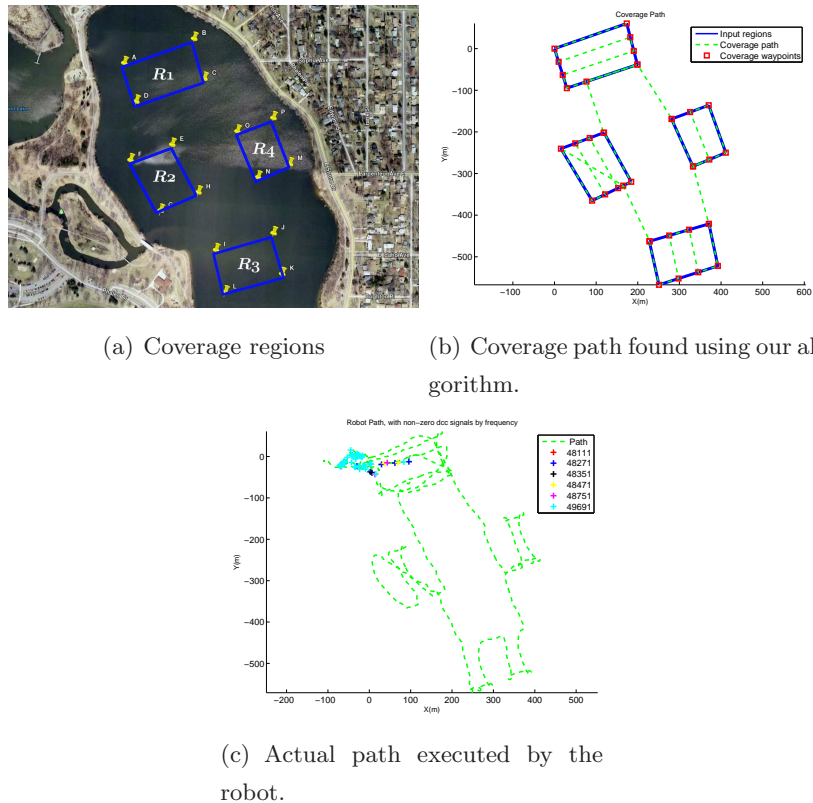 A
B
R1
C
D
E
F
O
P
R4
R2
M
N
H
G
I
J
R3
K
L
Coverage Path
Input regions
Coverage path
Coverage waypoints
0
−100
−200
−300
−400
−500
Y(m)
−100 0 100 200 300 400 500 600
X(m)
(a) Coverage regions
(b) Coverage path found using our al
gorithm.
Robot Path, with non−zero dcc signals by frequency
Path
48111
48271
48351
48471
48751
49691
0
−100
−200
−300
−400
−500
Y(m)
−200 −100 0 100 200 300 400 500
X(m)
(c) Actual path executed by the
robot.